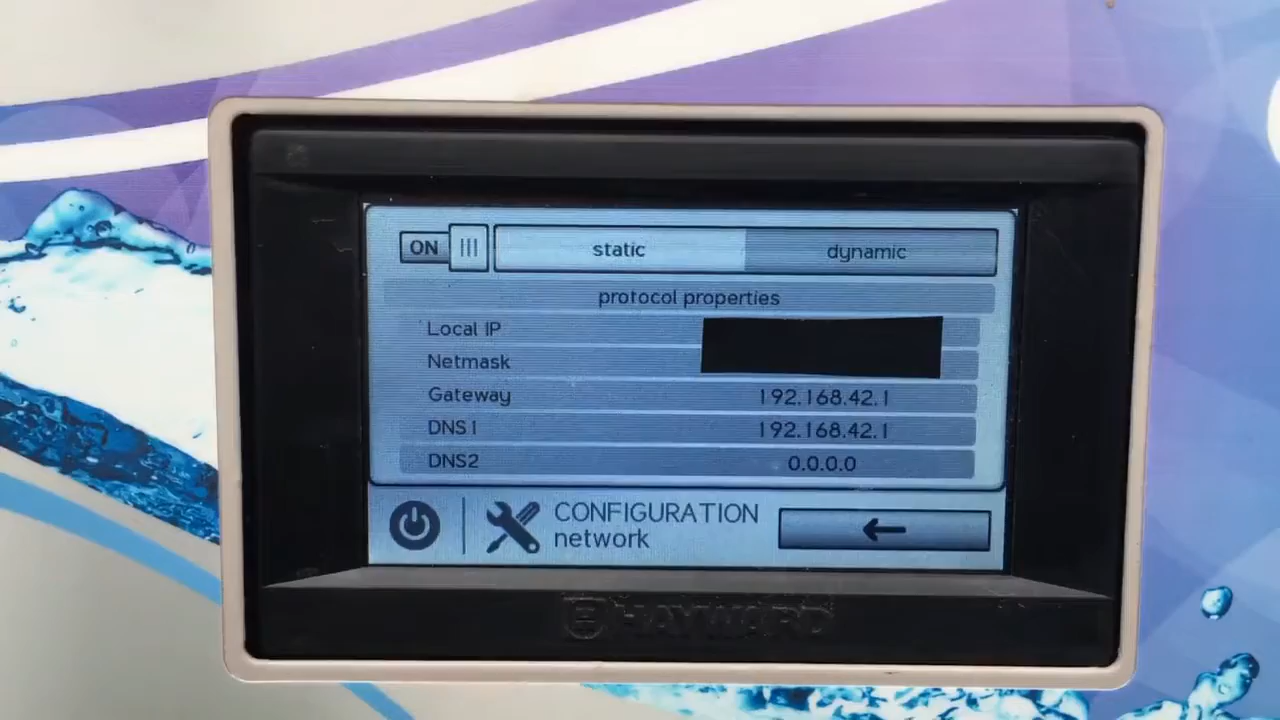 ON static dynamic
protocol properties
Local IP
Netmask
Gateway 192.168.42.1
DNS1 192.168.42.1
DNS2 0.0.0.0
CONFIGURATION
network
HAYWARD